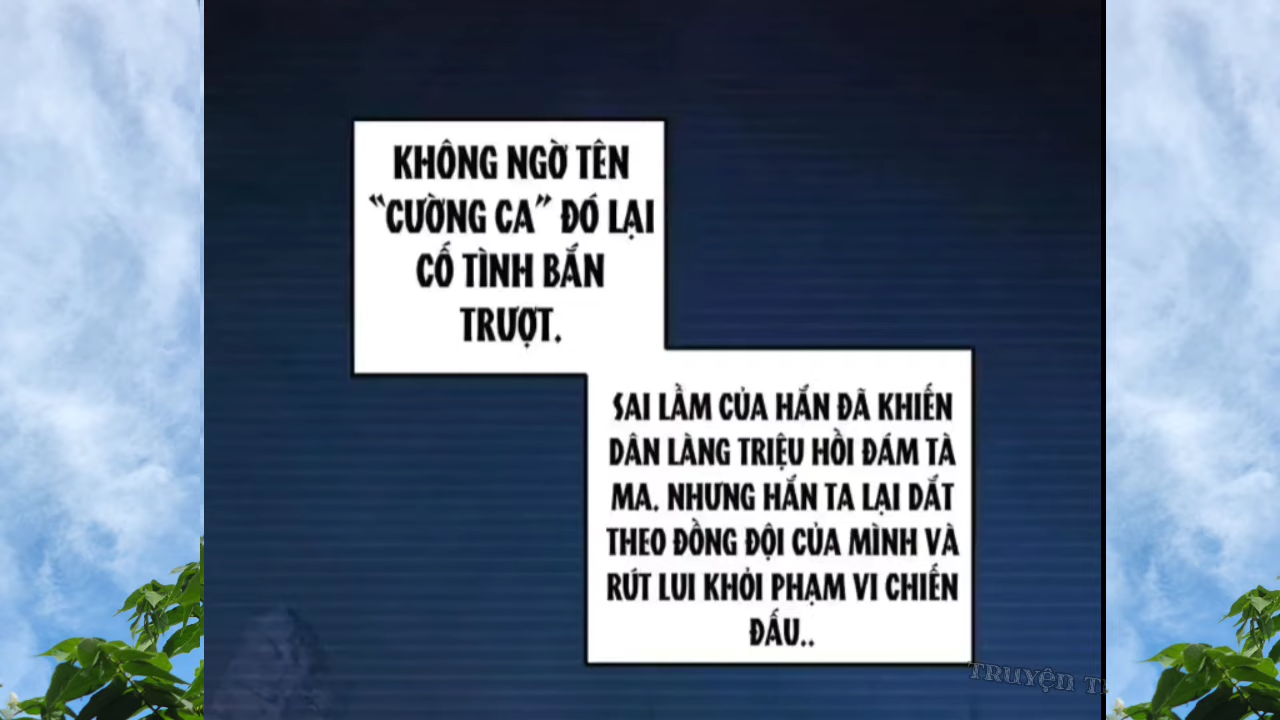 KHÔNG NGỜ TÊN
“CƯỜNG CA” ĐÓ LẠI
CỐ TÌNH BẮN
TRƯỢT.
SAI LẦM CỦA HẮN ĐÃ KHIẾN
DÂN LÀNG TRIỆU HỒI ĐÁM TÀ
MA. NHƯNG HẮN TA LẠI DẮT
THEO ĐỒNG ĐỘI CỦA MÌNH VÀ
RÚT LUI KHỎI PHẠM VI CHIẾN
ĐẤU..
TRUYỆN T